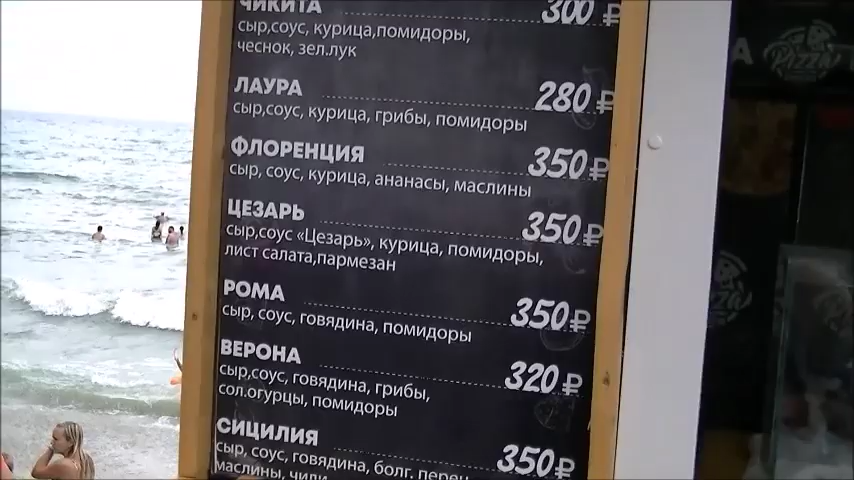 ЧИКИТА 300 ₽
сыр,соус, курица,помидоры,
чеснок, зел.лук
ЛАУРА 280 ₽
сыр,соус, курица, грибы, помидоры
ФЛОРЕНЦИЯ 350 ₽
сыр, соус, курица, ананасы, маслины
ЦЕЗАРЬ 350 ₽
сыр,соус «Цезарь», курица, помидоры,
лист салата,пармезан
РОМА 350 ₽
сыр, соус, говядина, помидоры
ВЕРОНА 320 ₽
сыр,соус, говядина, грибы,
сол.огурцы, помидоры
СИЦИЛИЯ 350 ₽
сыр, соус, говядина, болг. перец
маслины, чили
PIZZA